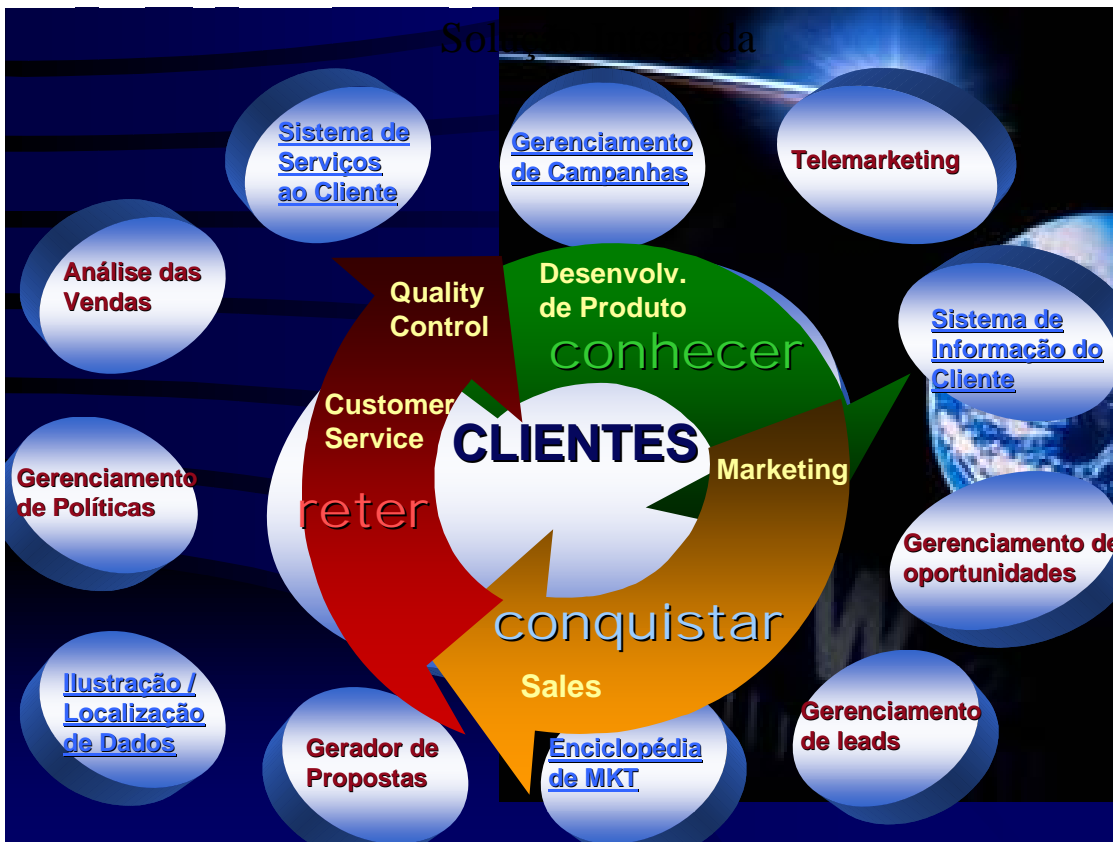 Sistema de
Serviços
ao Cliente
Gerenciamento
de Campanhas
Telemarketing
Análise das
Vendas
Quality
Control
Desenvolv.
de Produto
conhecer
Sistema de
Informação do
Cliente
Customer
Service
CLIENTES
Marketing
Gerenciamento
de Políticas
reter
Gerenciamento de
oportunidades
conquistar
Sales
Ilustração /
Localização
de Dados
Gerador de
Propostas
Enciclopédia
de MKT
Gerenciamento
de leads